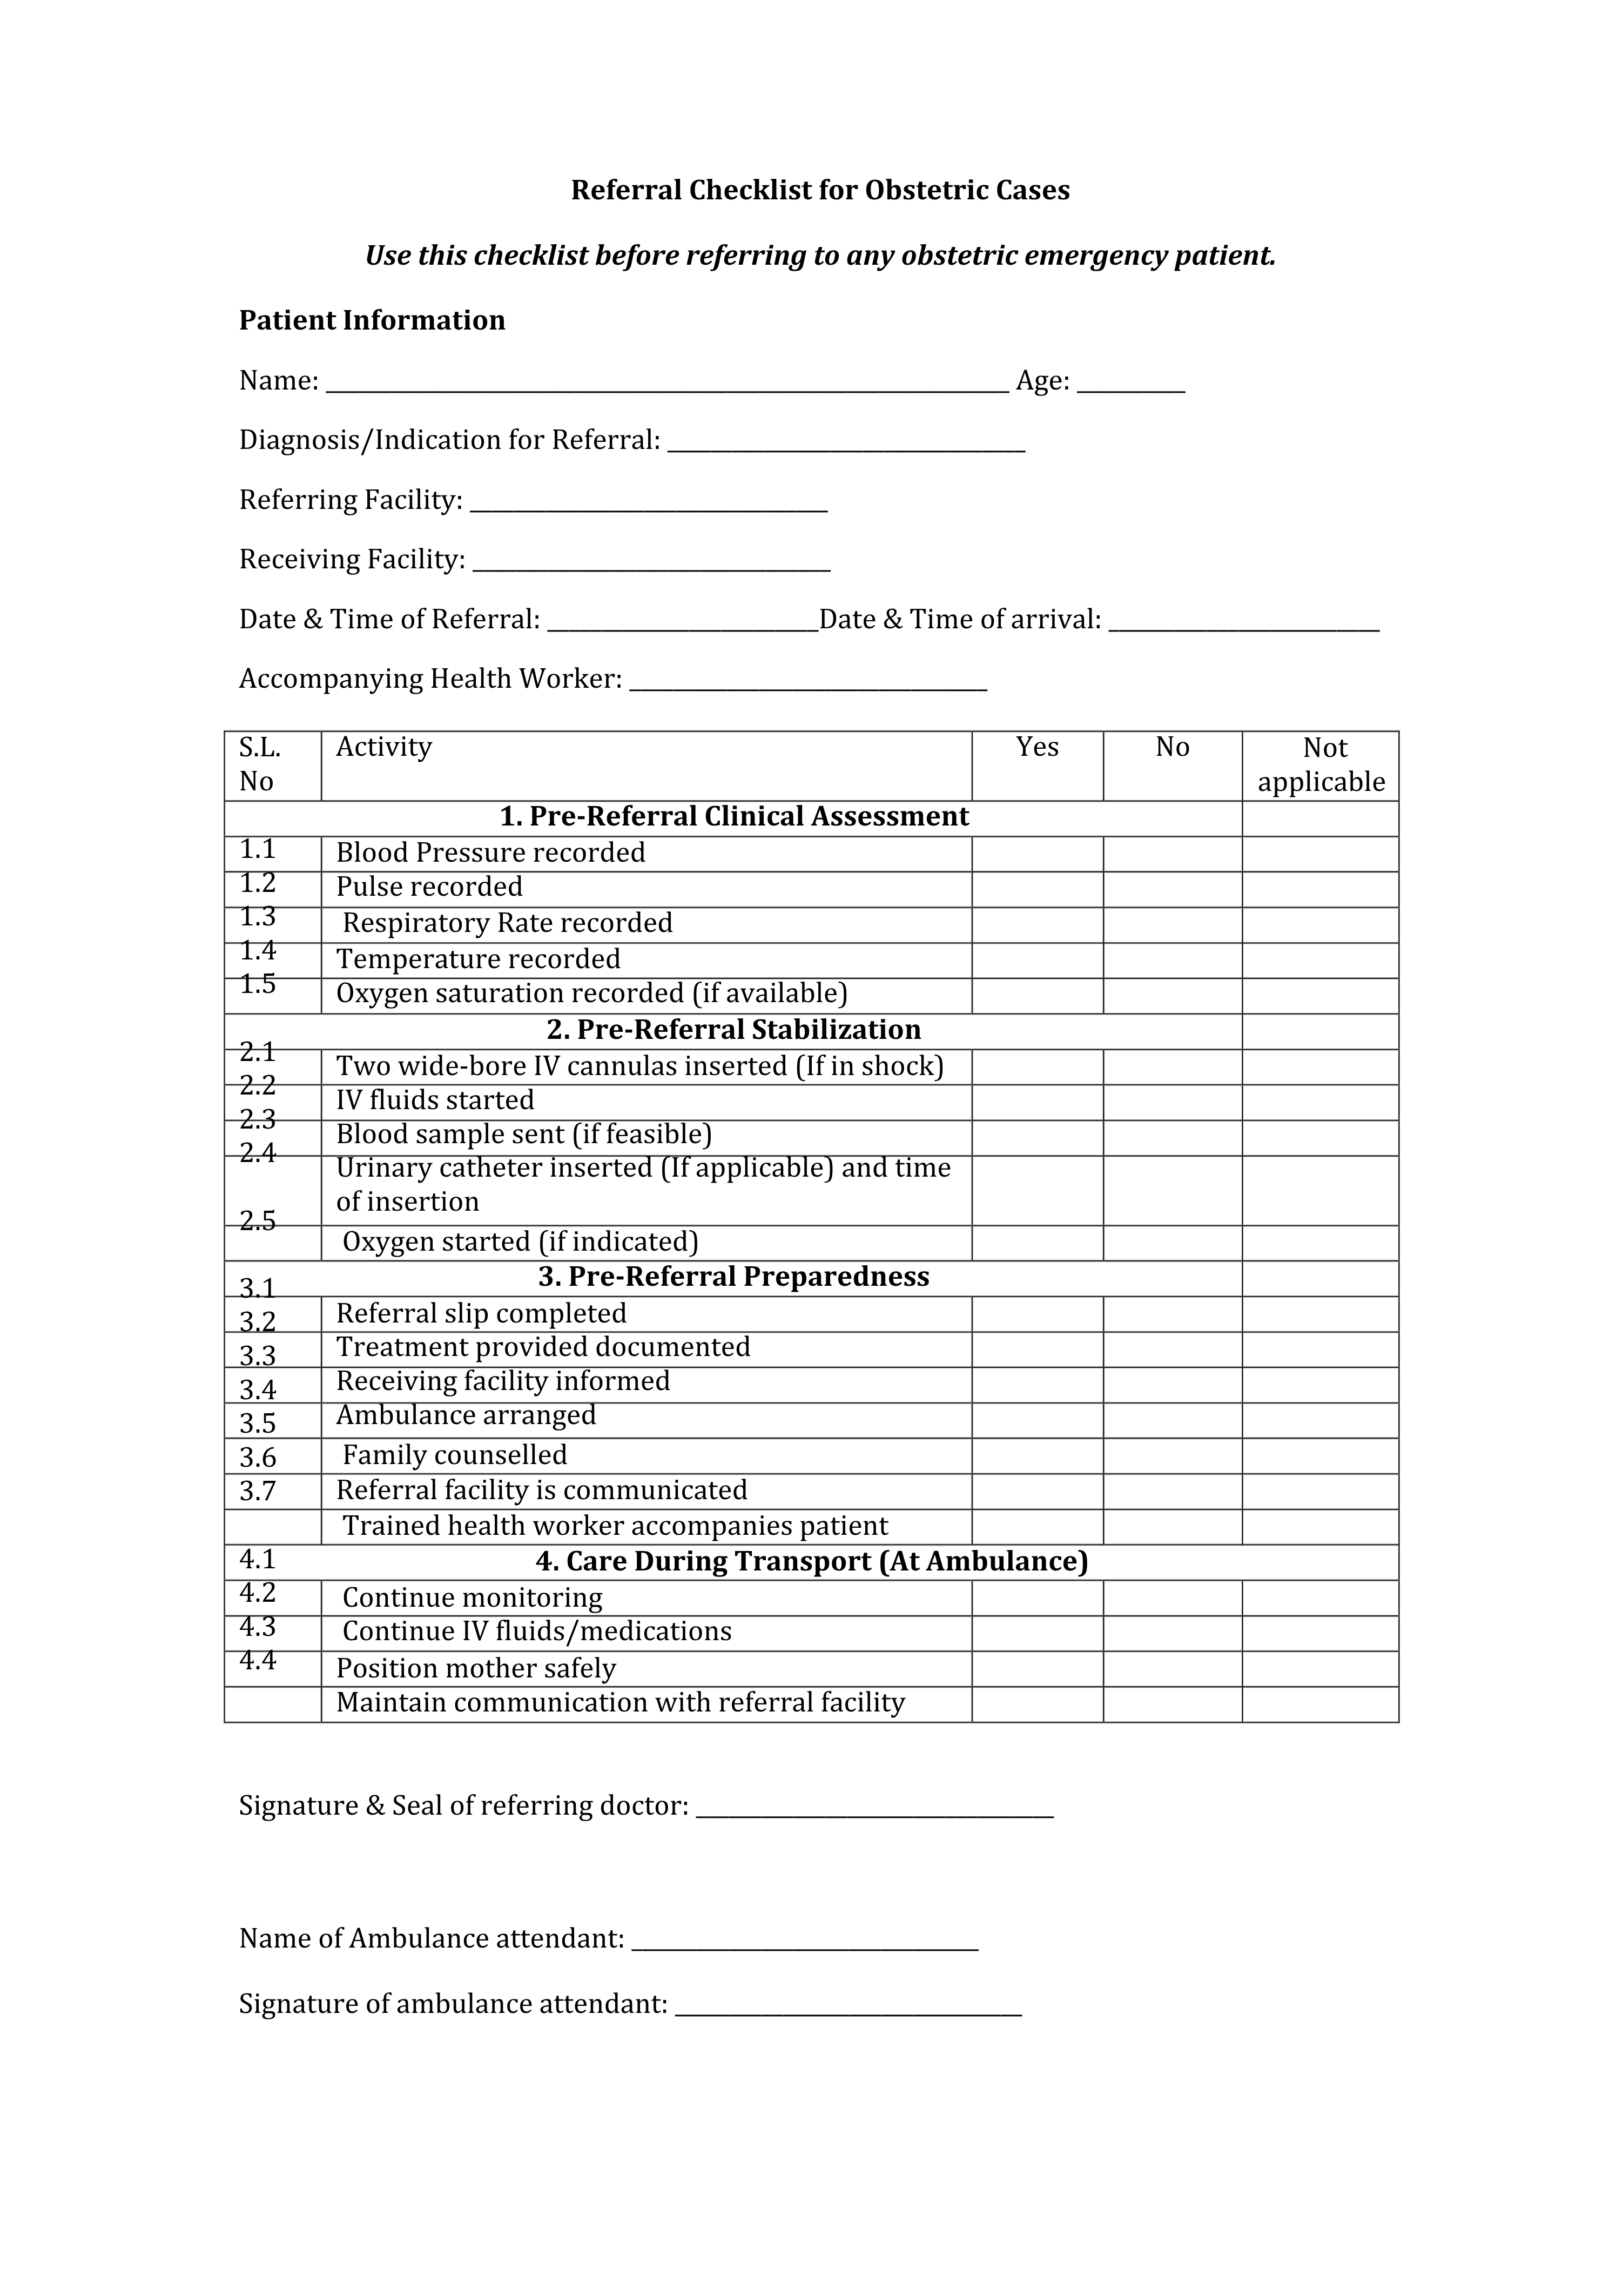 Referral Checklist for Obstetric Cases
Use this checklist before referring to any obstetric emergency patient.
Patient Information
Name: ______________________________ Age: __________
Diagnosis/Indication for Referral: ______________________________
Referring Facility: ______________________________
Receiving Facility: ______________________________
Date & Time of Referral: _________________________Date & Time of arrival: _________________________
Accompanying Health Worker: ______________________________
S.L. No Activity Yes No Not applicable
1. Pre-Referral Clinical Assessment
1.1 Blood Pressure recorded
1.2 Pulse recorded
1.3 Respiratory Rate recorded
1.4 Temperature recorded
1.5 Oxygen saturation recorded (if available)
2. Pre-Referral Stabilization
2.1 Two wide-bore IV cannulas inserted (If in shock)
2.2 IV fluids started
2.3 Blood sample sent (if feasible)
2.4 Urinary catheter inserted (If applicable) and time
of insertion
2.5 Oxygen started (if indicated)
3. Pre-Referral Preparedness
3.1 Referral slip completed
3.2 Treatment provided documented
3.3 Receiving facility informed
3.4 Ambulance arranged
3.5 Family counselled
3.6 Referral facility is communicated
3.7 Trained health worker accompanies patient
4. Care During Transport (At Ambulance)
4.1 Continue monitoring
4.2 Continue IV fluids/medications
4.3 Position mother safely
4.4 Maintain communication with referral facility
Signature & Seal of referring doctor: ______________________________
Name of Ambulance attendant: ______________________________
Signature of ambulance attendant: ______________________________